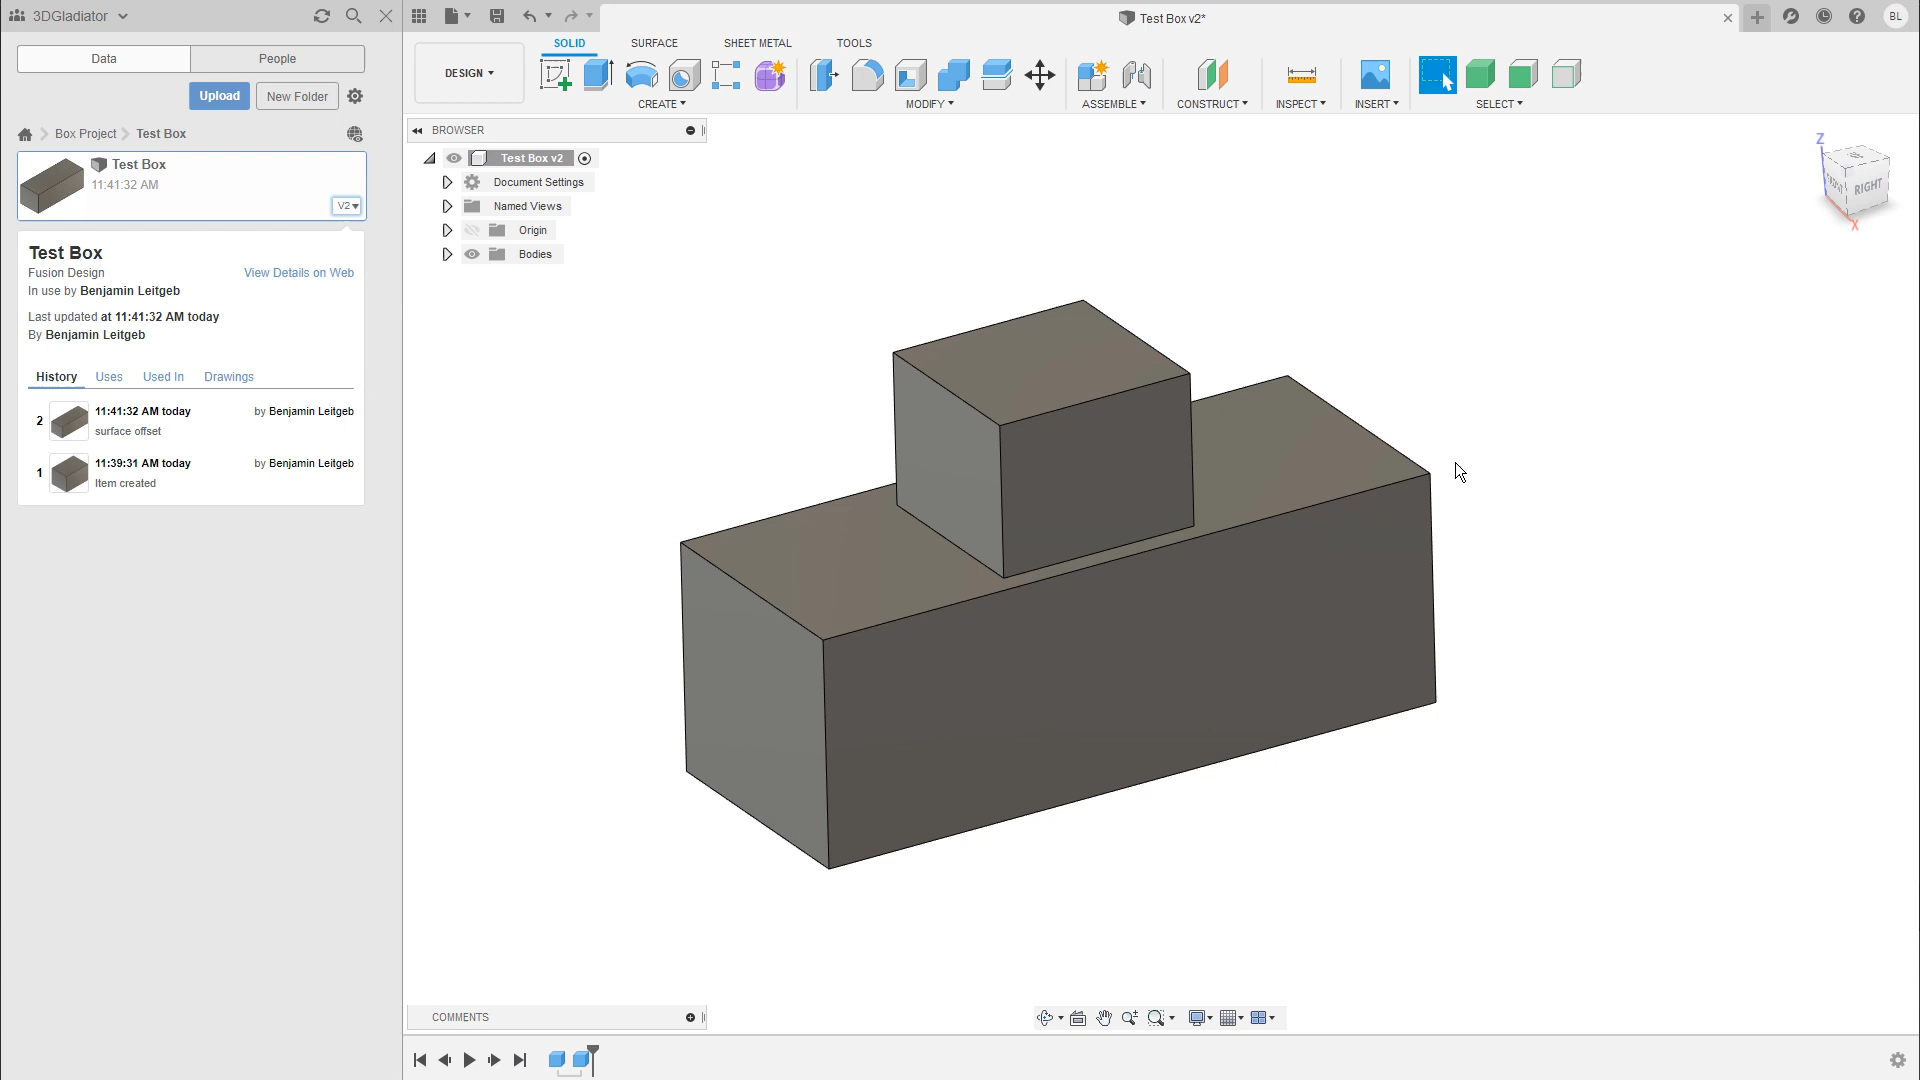 3DGladiator
Test Box v2*
BL
Data
People
Upload
New Folder
Box Project
Test Box
Test Box
11:41:32 AM
V2
Test Box
Fusion Design
View Details on Web
In use by Benjamin Leitgeb
Last updated at 11:41:32 AM today
By Benjamin Leitgeb
History
Uses
Used In
Drawings
2
11:41:32 AM today
by Benjamin Leitgeb
surface offset
1
11:39:31 AM today
by Benjamin Leitgeb
Item created
DESIGN
SOLID
SURFACE
SHEET METAL
TOOLS
CREATE
MODIFY
ASSEMBLE
CONSTRUCT
INSPECT
INSERT
SELECT
BROWSER
Test Box v2
Document Settings
Named Views
Origin
Bodies
Z
RIGHT
X
COMMENTS